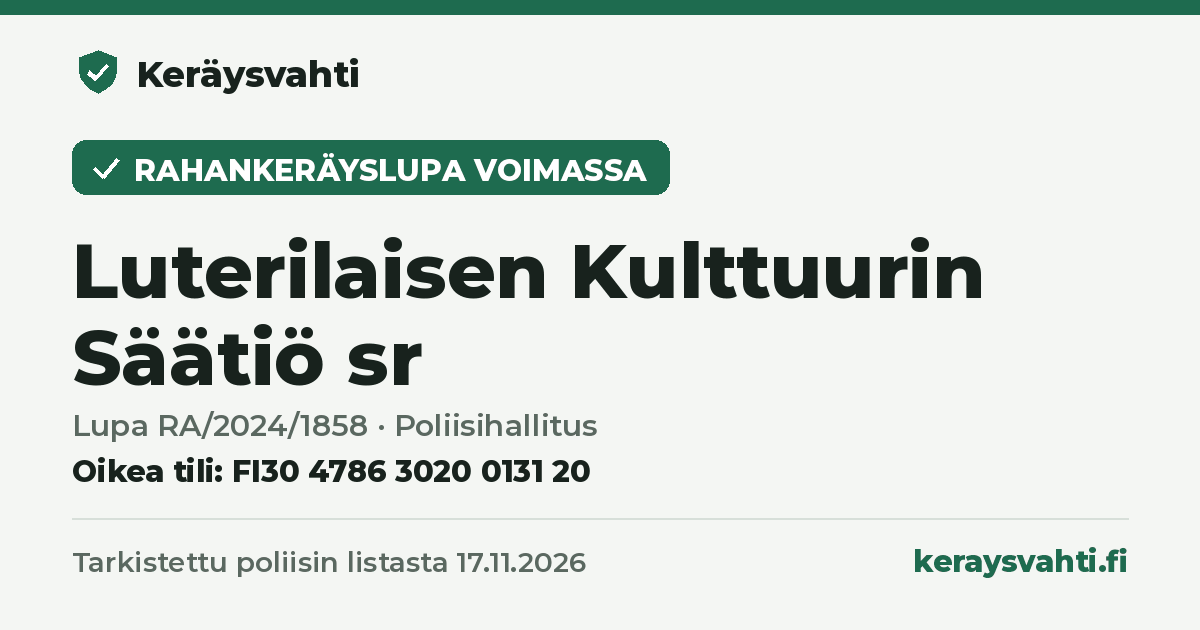 Keräysvahti
RAHANKERÄYSLUPA VOIMASSA
Luterilaisen Kulttuurin
Säätiö sr
Lupa RA/2024/1858 · Poliisihallitus
Oikea tili: FI30 4786 3020 0131 20
Tarkistettu poliisin listasta 17.11.2026
keraysvahti.fi